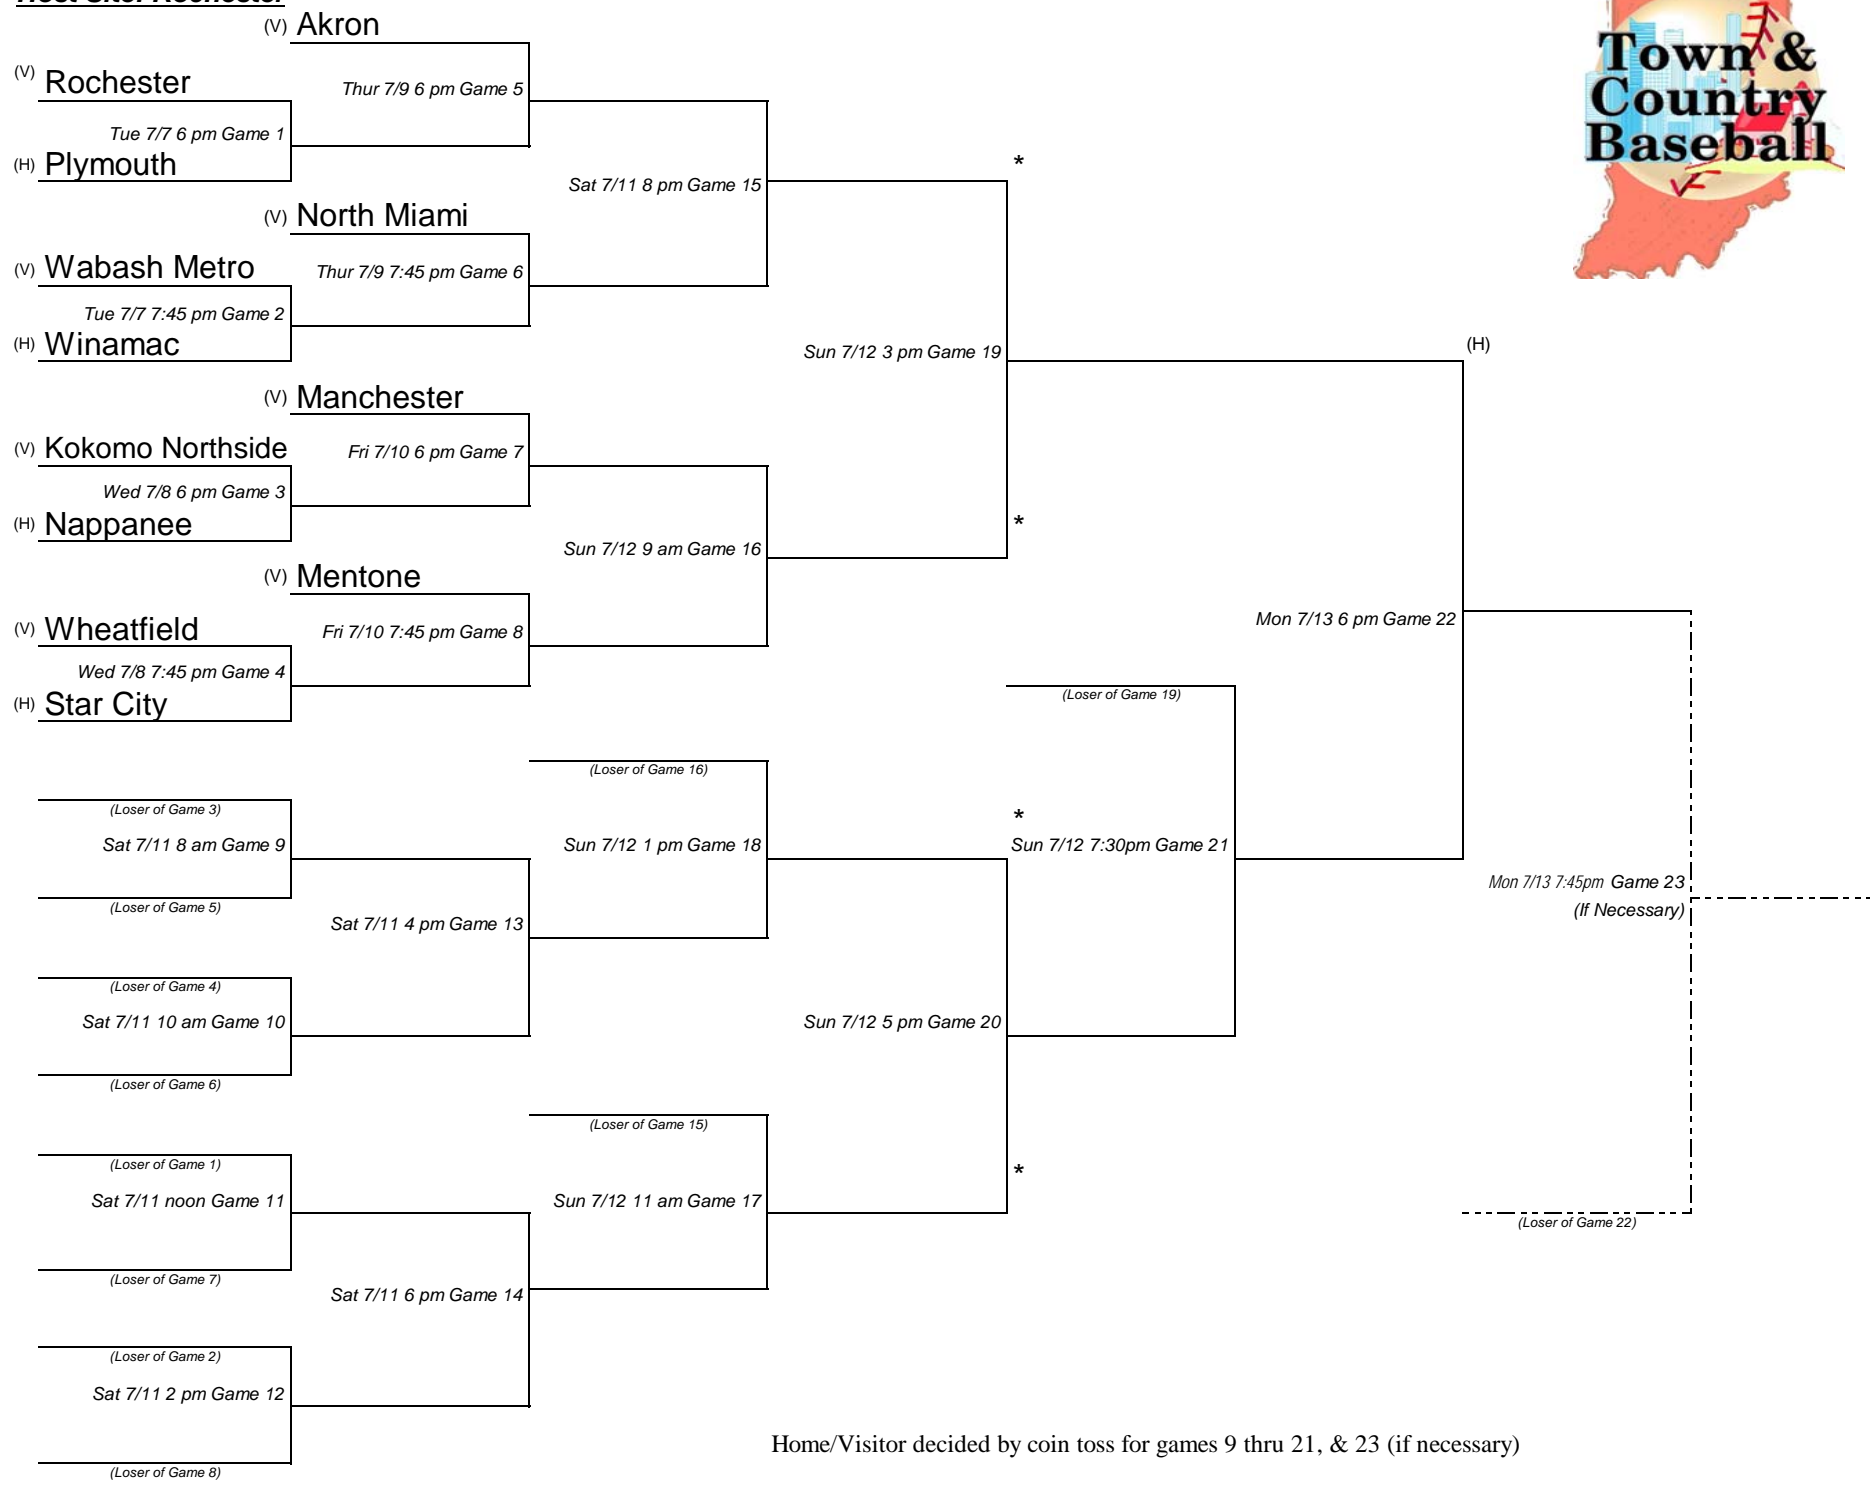 Host Site: Rochester
(V) Akron
(V) Rochester
Thur 7/9 6 pm Game 5
Tue 7/7 6 pm Game 1
(H) Plymouth
*
Sat 7/11 8 pm Game 15
(V) North Miami
(V) Wabash Metro
Thur 7/9 7:45 pm Game 6
Tue 7/7 7:45 pm Game 2
(H) Winamac
Sun 7/12 3 pm Game 19
(H)
(V) Manchester
(V) Kokomo Northside
Fri 7/10 6 pm Game 7
Wed 7/8 6 pm Game 3
(H) Nappanee
*
Sun 7/12 9 am Game 16
(V) Mentone
Mon 7/13 6 pm Game 22
(V) Wheatfield
Fri 7/10 7:45 pm Game 8
Wed 7/8 7:45 pm Game 4
(H) Star City
(Loser of Game 19)
(Loser of Game 16)
(Loser of Game 3)
*
Sat 7/11 8 am Game 9
Sun 7/12 1 pm Game 18
Sun 7/12 7:30pm Game 21
Mon 7/13 7:45pm Game 23
(If Necessary)
(Loser of Game 5)
Sat 7/11 4 pm Game 13
(Loser of Game 4)
Sat 7/11 10 am Game 10
Sun 7/12 5 pm Game 20
(Loser of Game 6)
(Loser of Game 15)
(Loser of Game 1)
*
Sat 7/11 noon Game 11
Sun 7/12 11 am Game 17
(Loser of Game 22)
(Loser of Game 7)
Sat 7/11 6 pm Game 14
(Loser of Game 2)
Sat 7/11 2 pm Game 12
(Loser of Game 8)
Home/Visitor decided by coin toss for games 9 thru 21, & 23 (if necessary)
Town &
Country
Baseball